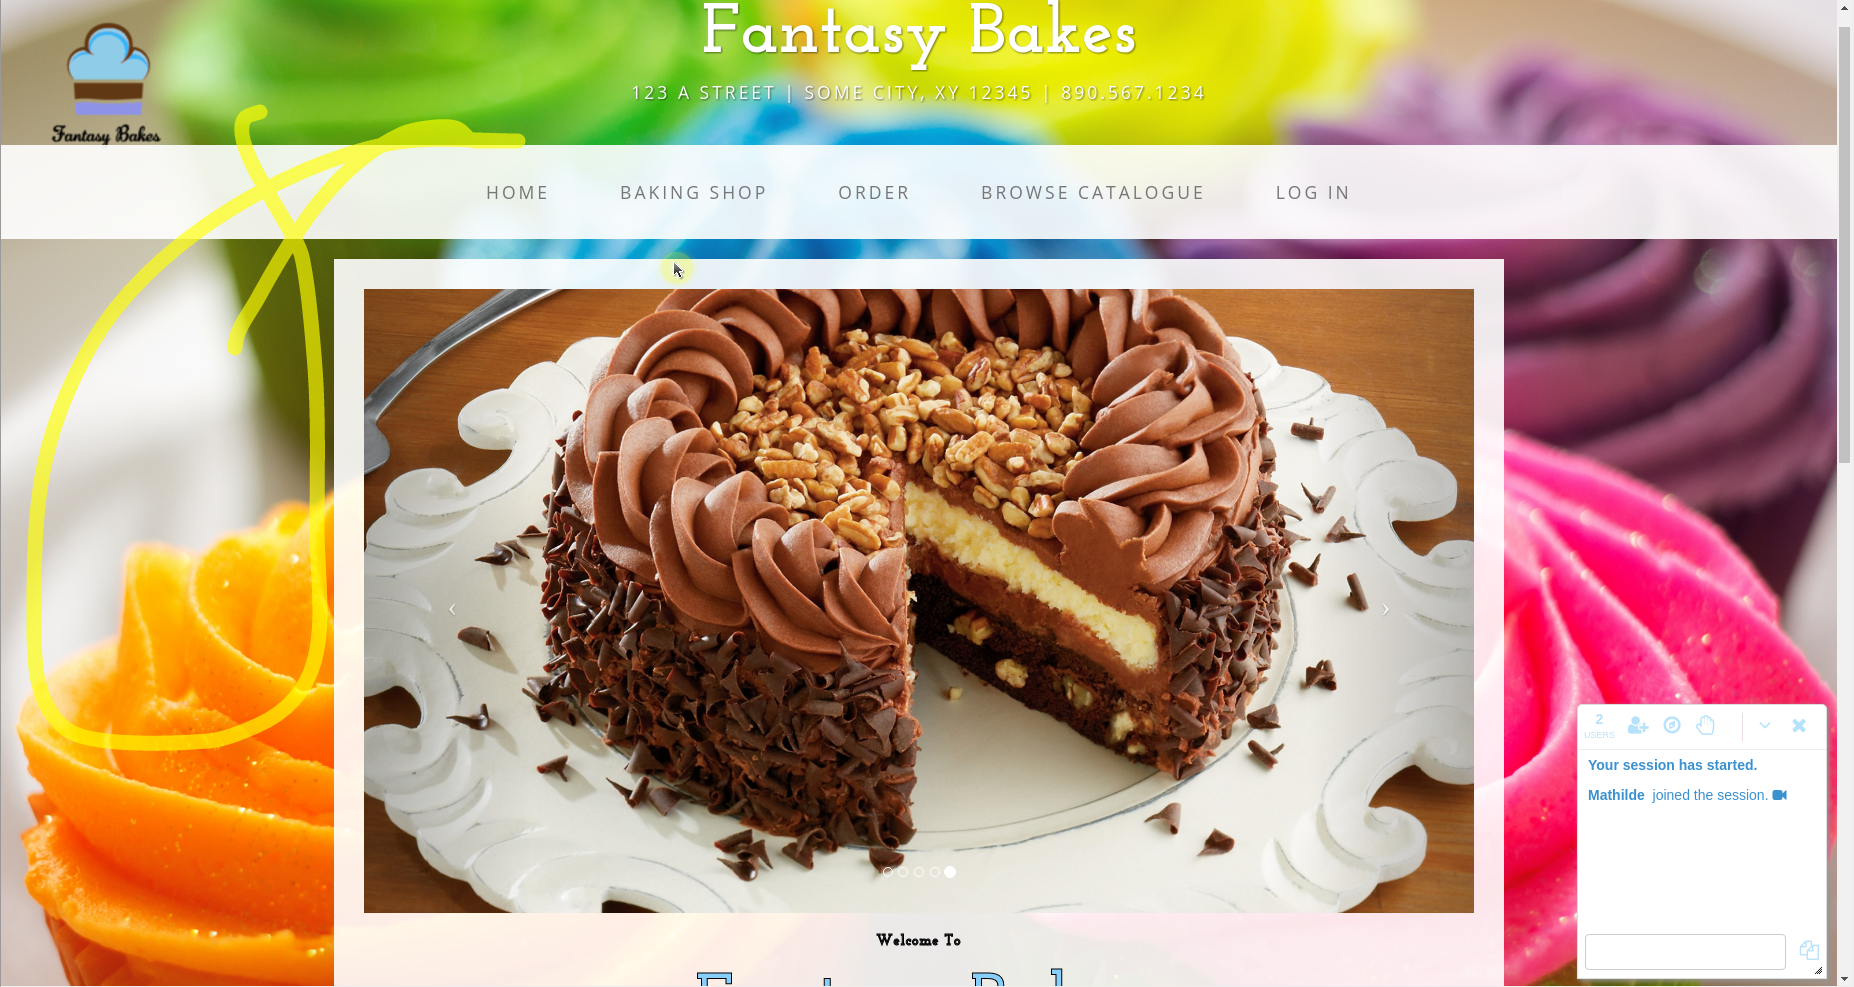 Fantasy Bakes
Fantasy Bakes
123 A STREET | SOME CITY, XY 12345 | 890.567.1234
HOME BAKING SHOP ORDER BROWSE CATALOGUE LOG IN
Welcome To
2
USERS
Your session has started.
Mathilde joined the session.